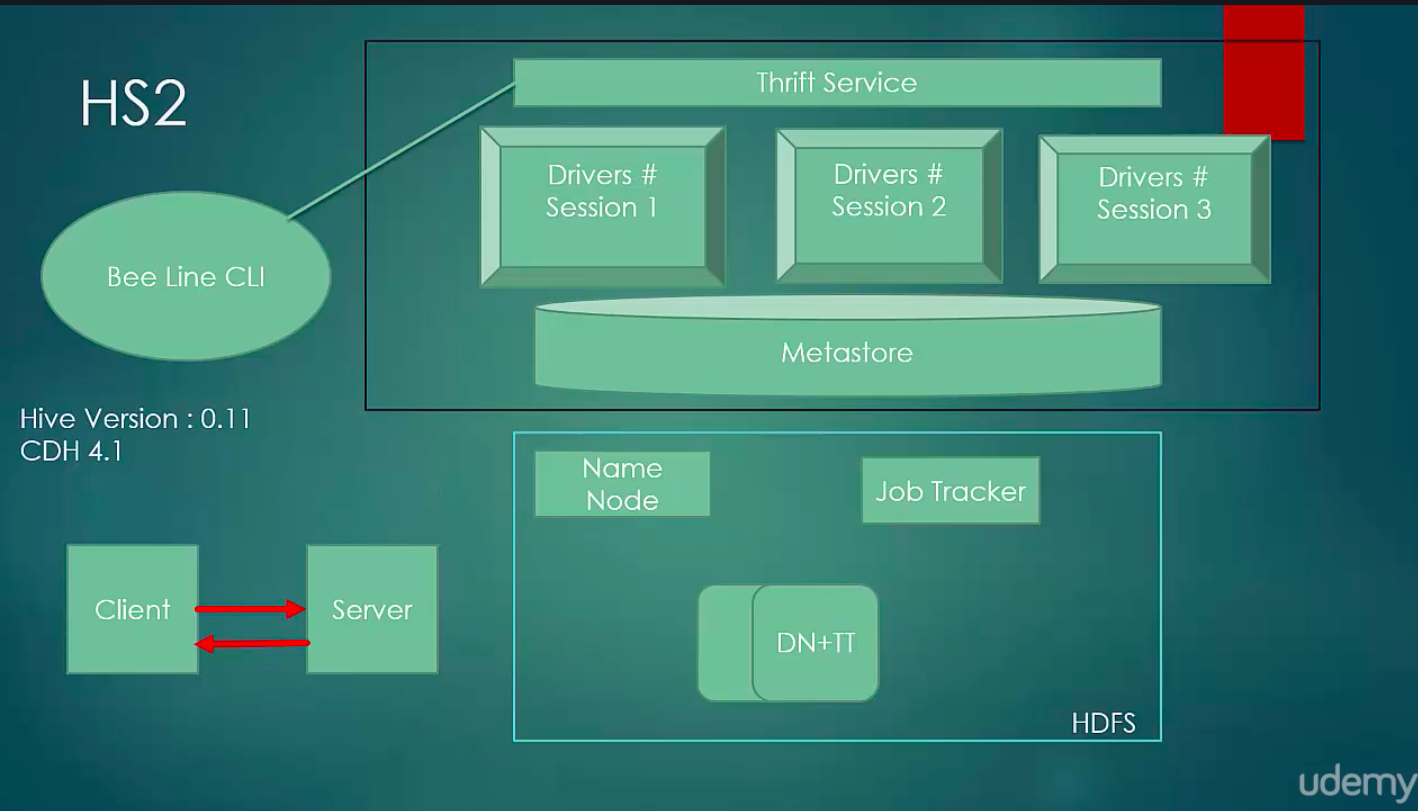 HS2
Thrift Service
Drivers #
Session 1
Drivers #
Session 2
Drivers #
Session 3
Bee Line CLI
Metastore
Hive Version : 0.11
CDH 4.1
Name
Node
Job Tracker
Client
Server
DN+TT
HDFS
udemy